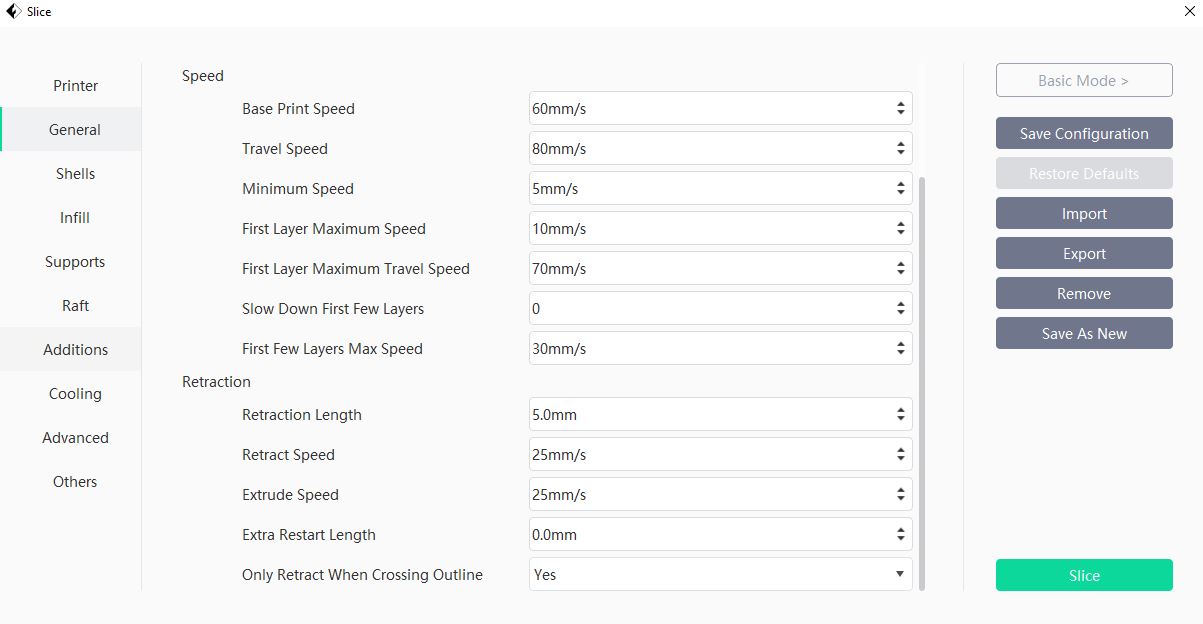 Slice
Printer
General
Shells
Infill
Supports
Raft
Additions
Cooling
Advanced
Others
Speed
Base Print Speed 60mm/s
Travel Speed 80mm/s
Minimum Speed 5mm/s
First Layer Maximum Speed 10mm/s
First Layer Maximum Travel Speed 70mm/s
Slow Down First Few Layers 0
First Few Layers Max Speed 30mm/s
Retraction
Retraction Length 5.0mm
Retract Speed 25mm/s
Extrude Speed 25mm/s
Extra Restart Length 0.0mm
Only Retract When Crossing Outline Yes
Basic Mode >
Save Configuration
Restore Defaults
Import
Export
Remove
Save As New
Slice